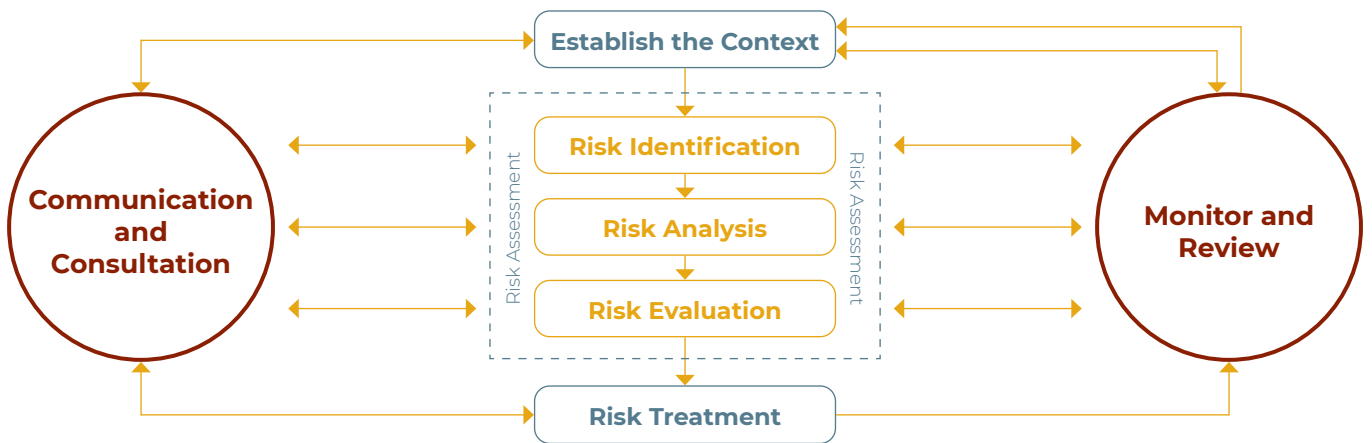 Establish the Context
Communication
and
Consultation
Risk Assessment
Risk Identification
Risk Analysis
Risk Evaluation
Risk Assessment
Monitor and
Review
Risk Treatment